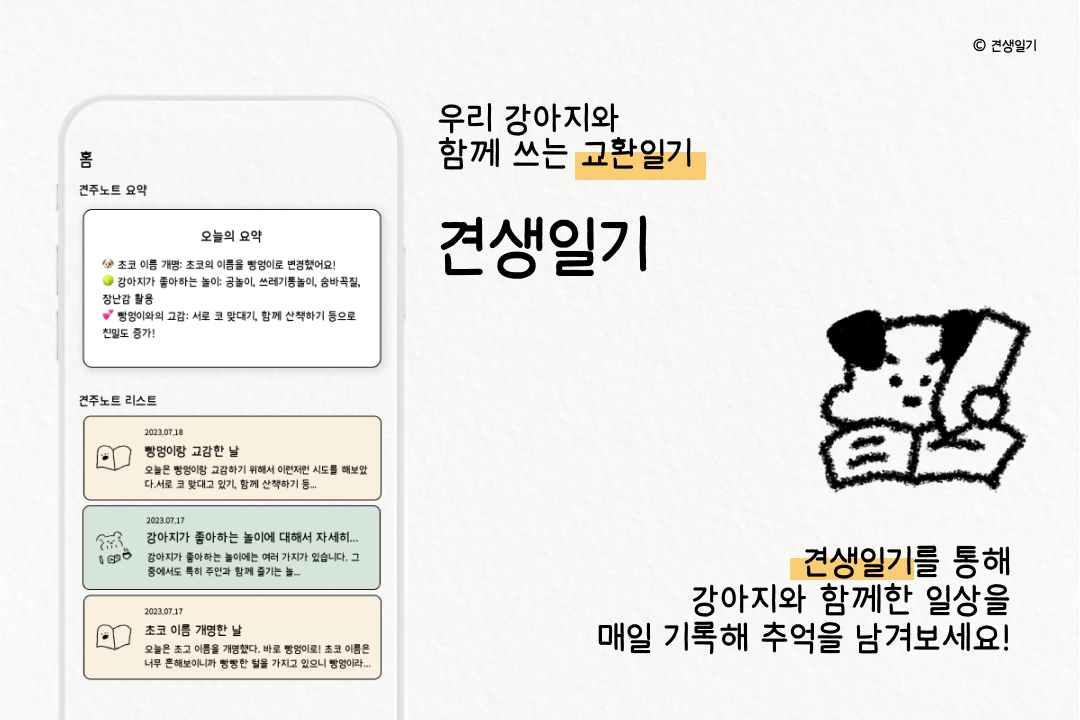 © 견생일기
우리 강아지와
함께 쓰는 교환일기
견생일기
홈
견주노트 요약
오늘의 요약
🐶 초코 이름 개명: 초코의 이름을 빵멍이로 변경했어요!
🎾 강아지가 좋아하는 놀이: 공놀이, 쓰레기통놀이, 숨바꼭질,
장난감 활용
💕 빵멍이와의 교감: 서로 코 맞대기, 함께 산책하기 등으로
친밀도 증가!
견주노트 리스트
2023.07.18
빵멍이랑 교감한 날
오늘은 빵멍이랑 교감하기 위해서 이런저런 시도를 해보았
다.서로 코 맞대고 있기, 함께 산책하기 등...
2023.07.17
강아지가 좋아하는 놀이에 대해서 자세히...
강아지가 좋아하는 놀이에는 여러 가지가 있습니다. 그
중에서도 특히 주인과 함께 즐기는 놀...
2023.07.17
초코 이름 개명한 날
오늘은 초고 이름을 개명했다. 바로 빵멍이로! 초코 이름은
너무 흔해보이니까 빵빵한 털을 가지고 있으니 빵멍이라...
견생일기를 통해
강아지와 함께한 일상을
매일 기록해 추억을 남겨보세요!